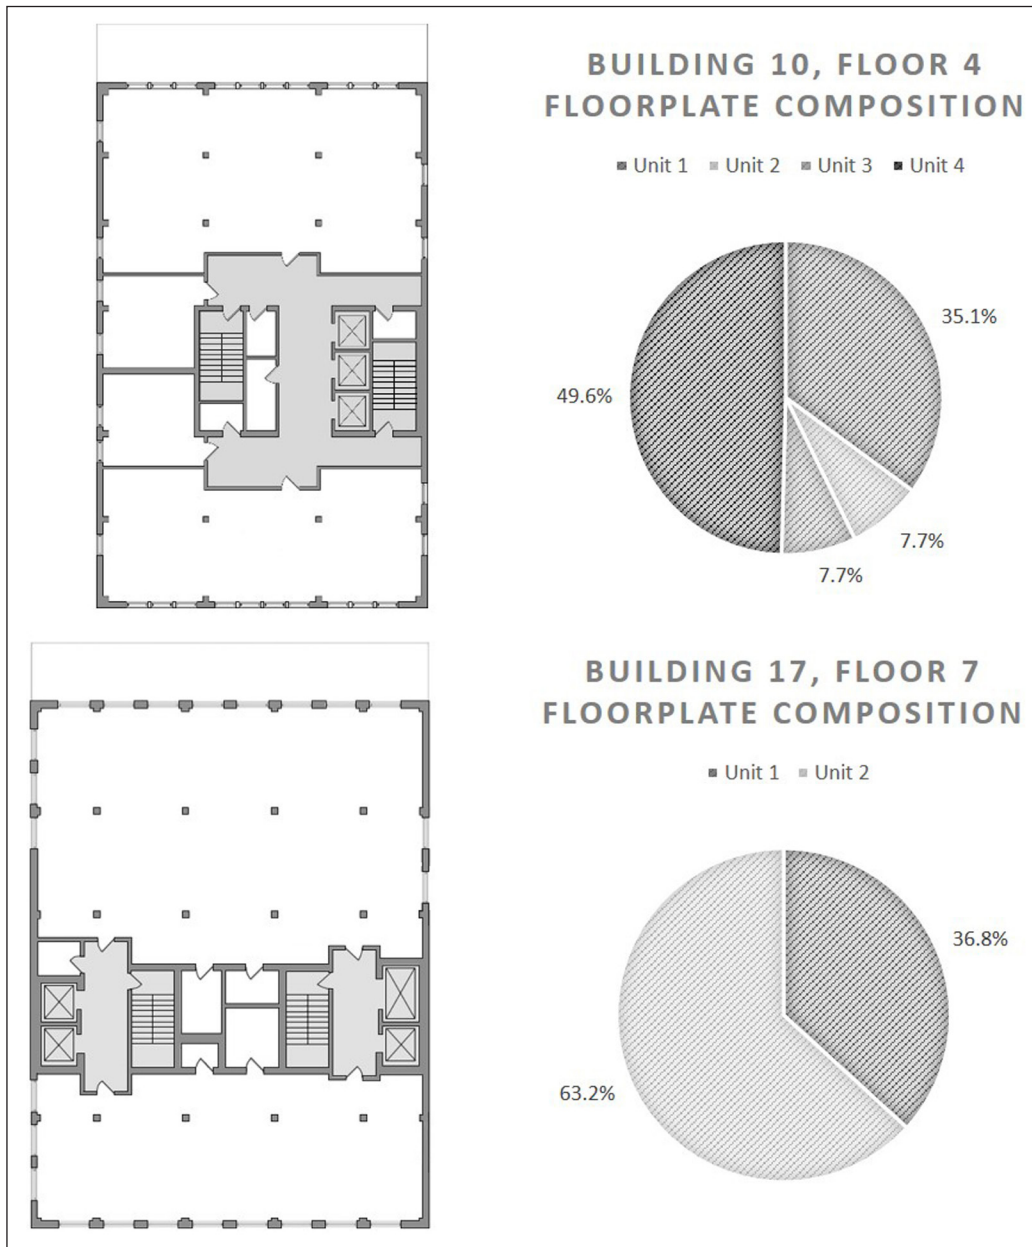 BUILDING 10, FLOOR 4
FLOORPLATE COMPOSITION
Unit 1 Unit 2 Unit 3 Unit 4
35.1%
49.6%
7.7%
7.7%
BUILDING 17, FLOOR 7
FLOORPLATE COMPOSITION
Unit 1 Unit 2
36.8%
63.2%